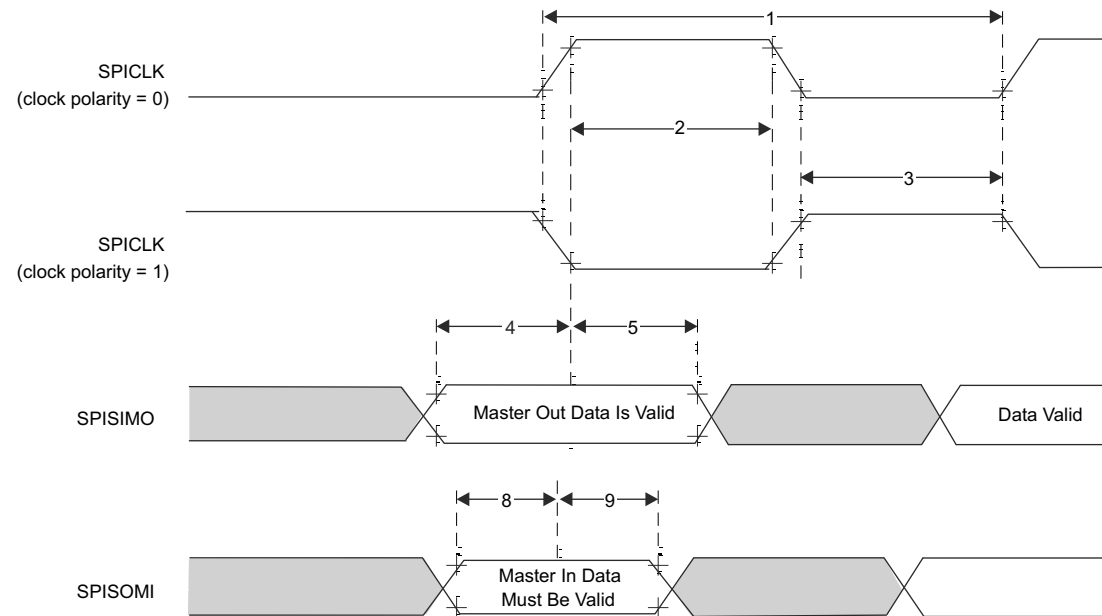 1
SPICLK
(clock polarity = 0)
2
3
SPICLK
(clock polarity = 1)
4
5
SPISIMO
Master Out Data Is Valid
Data Valid
8
9
SPISOMI
Master In Data
Must Be Valid